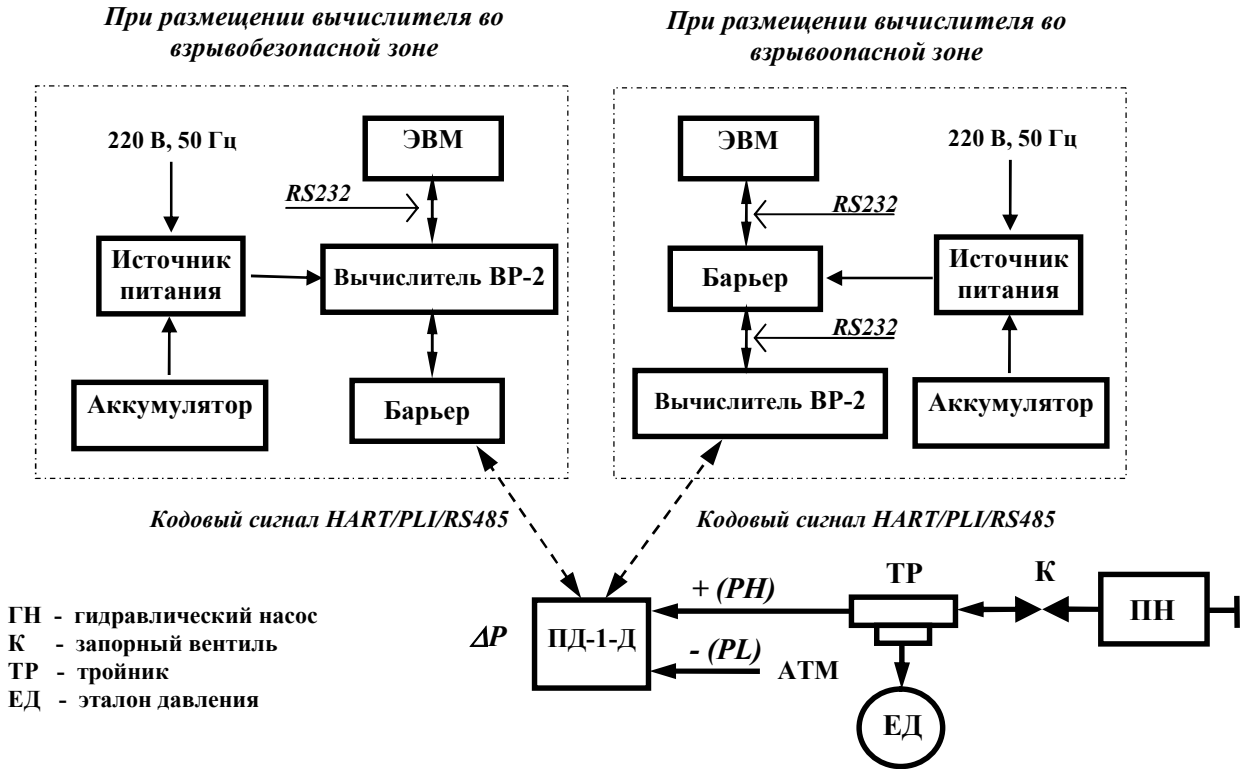 При размещении вычислителя во
взрывобезопасной зоне
220 В, 50 Гц
ЭВМ
RS232
Источник
питания
Вычислитель ВР-2
Аккумулятор
Барьер
При размещении вычислителя во
взрывоопасной зоне
ЭВМ
220 В, 50 Гц
RS232
Барьер
Источник
питания
RS232
Вычислитель ВР-2
Аккумулятор
Кодовый сигнал HART/PLI/RS485
Кодовый сигнал HART/PLI/RS485
ГН - гидравлический насос
К - запорный вентиль
ТР - тройник
ЕД - эталон давления
ΔP
ПД-1-Д
+ (PH)
- (PL)
АТМ
ТР
К
ПН
ЕД